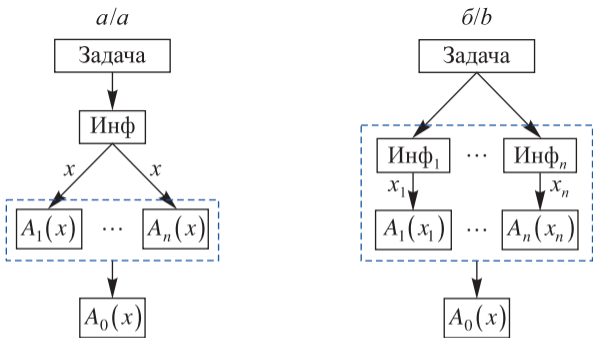 а/a
Задача
Инф
x x
A₁(x) ··· Aₙ(x)
A₀(x)
б/b
Задача
Инф₁ ··· Инфₙ
x₁ xₙ
A₁(x₁) ··· Aₙ(xₙ)
A₀(x)